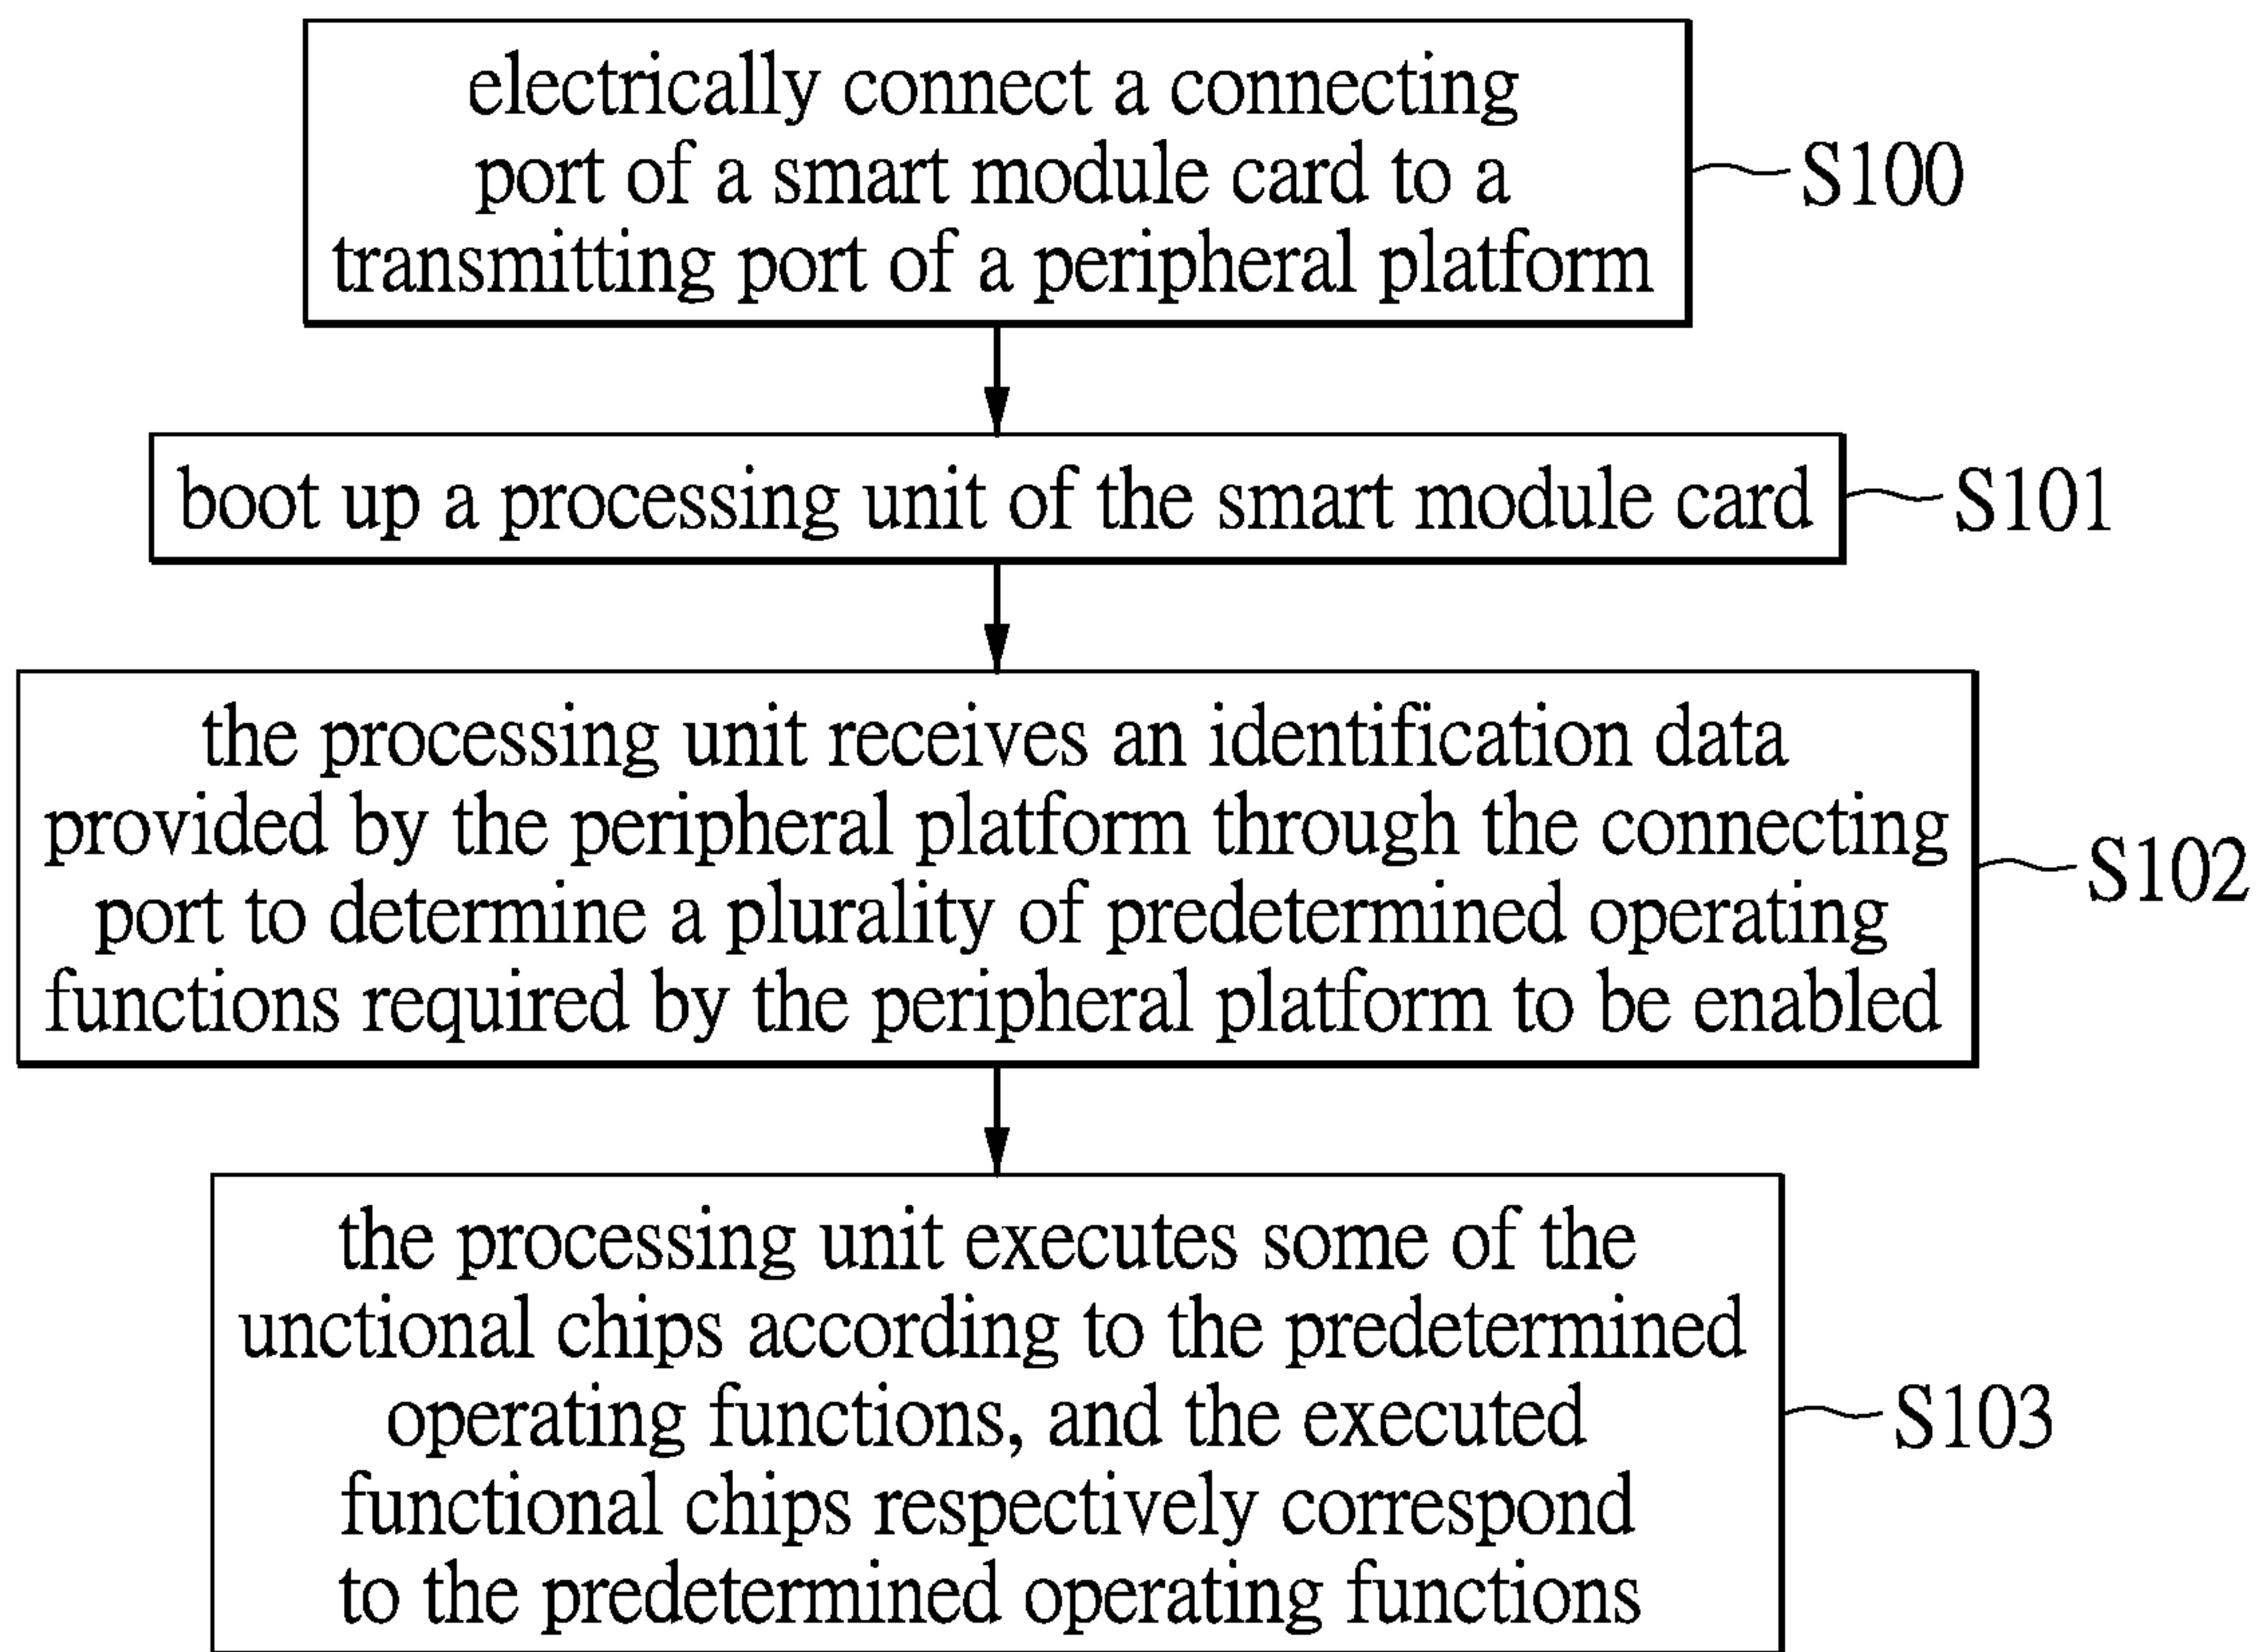 electrically connect a connecting
port of a smart module card to a
transmitting port of a peripheral platform
S100
boot up a processing unit of the smart module card
S101
the processing unit receives an identification data
provided by the peripheral platform through the connecting
port to determine a plurality of predetermined operating
functions required by the peripheral platform to be enabled
S102
the processing unit executes some of the
unctional chips according to the predetermined
operating functions, and the executed
functional chips respectively correspond
to the predetermined operating functions
S103